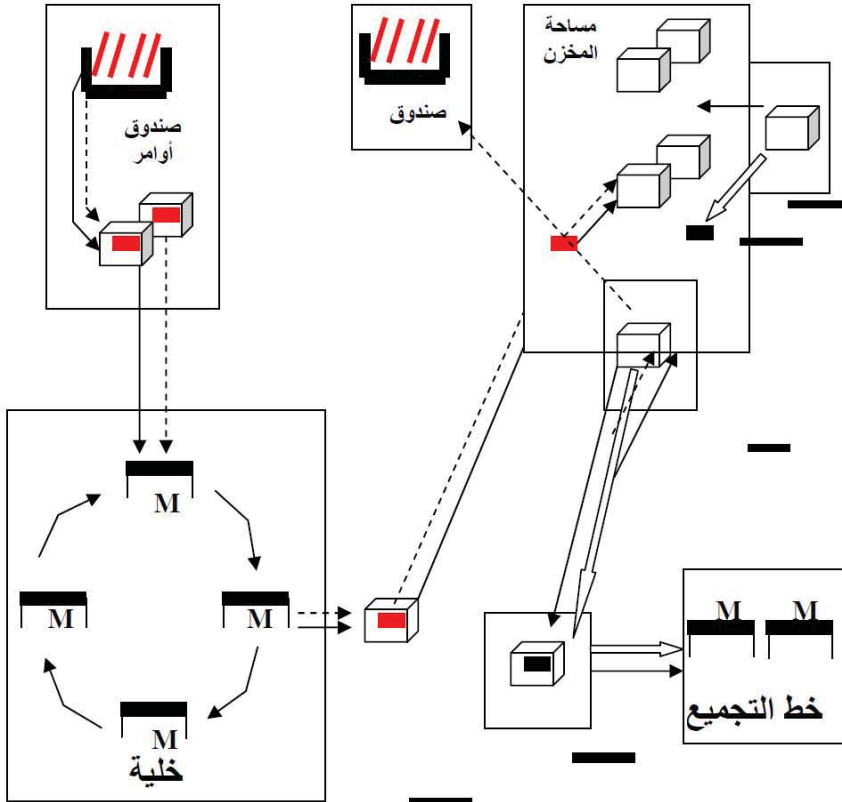 صندوق
أوامر
صندوق
مساحة
المخزن
M
M
M
M
خلية
M
M
خط التجميع